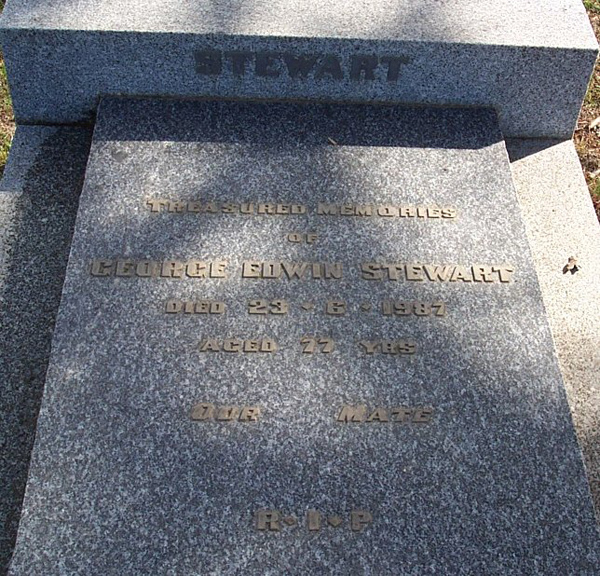 STEWART
TREASURED MEMORIES
OF
GEORGE EDWIN STEWART
DIED 23 • 6 • 1987
AGED 77 YRS
OUR MATE
R•I•P